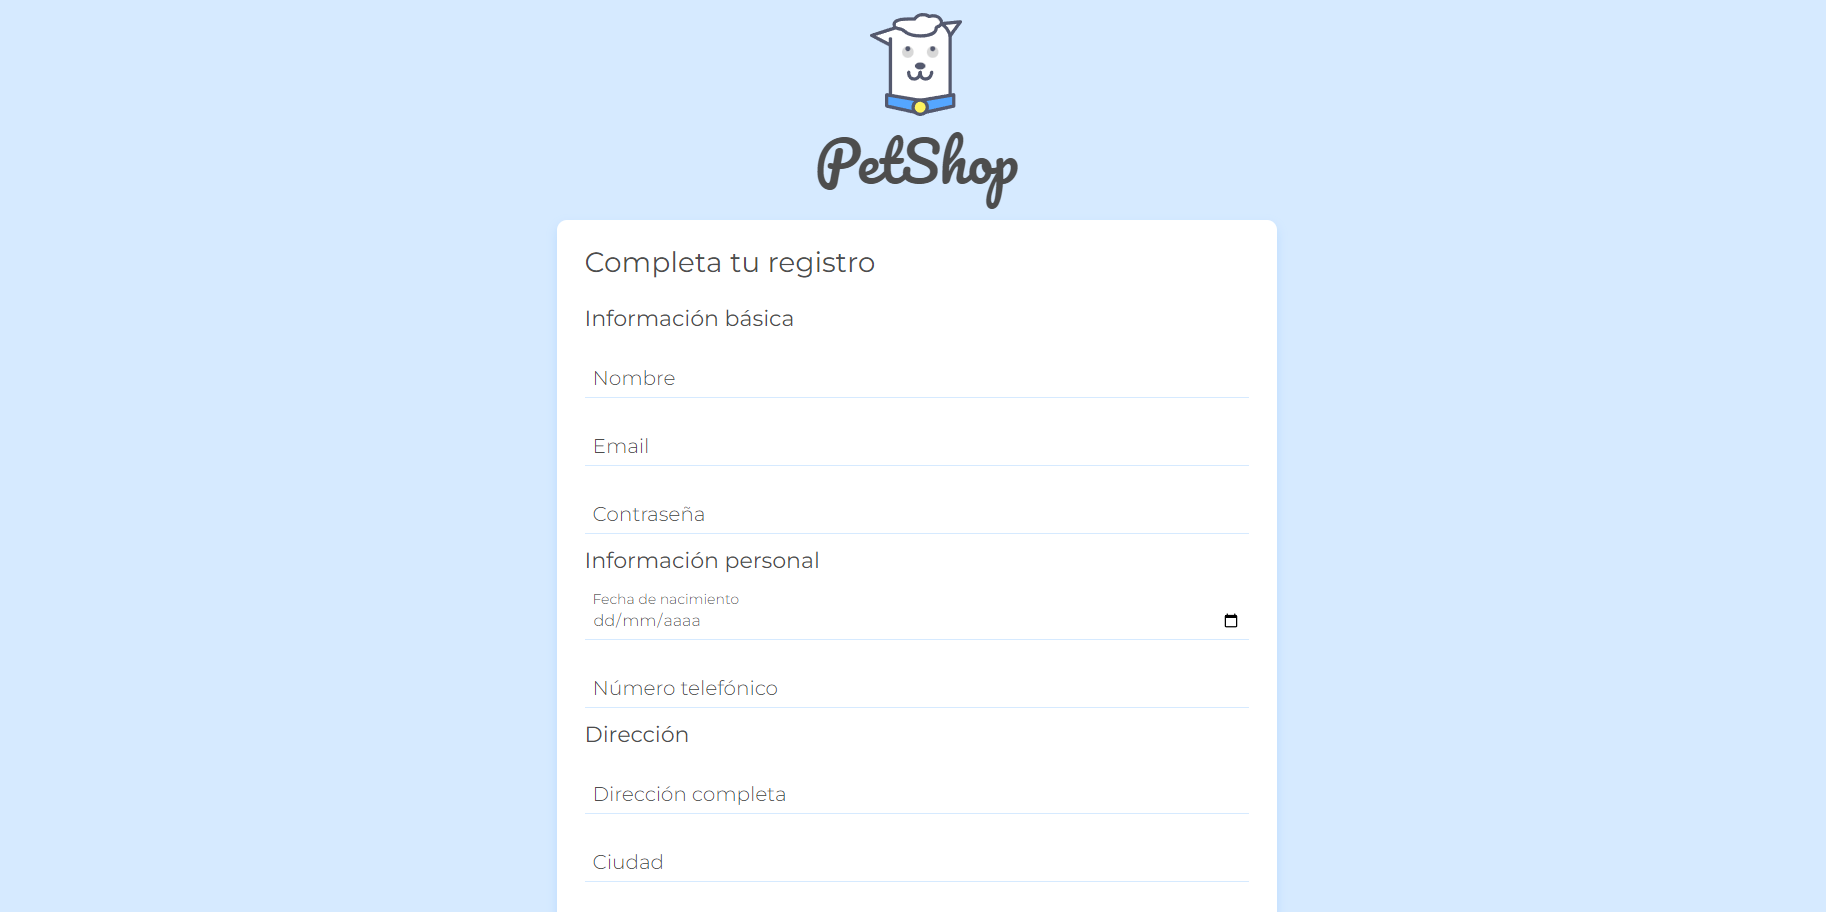 PetShop
Completa tu registro
Información básica
Nombre
Email
Contraseña
Información personal
Fecha de nacimiento
dd/mm/aaaa
Número telefónico
Dirección
Dirección completa
Ciudad